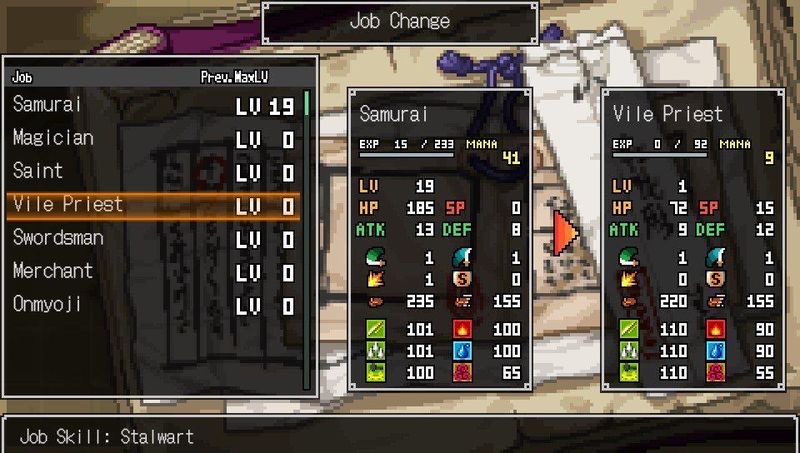 Job Change
Job Prev.MaxLV
Samurai LV 19
Magician LV 0
Saint LV 0
Vile Priest LV 0
Swordsman LV 0
Merchant LV 0
Onmyoji LV 0
Samurai
EXP 15 / 233 MANA
41
LV 19
HP 185 SP 0
ATK 13 DEF 8
1 1
1 S 0
235 155
101 100
101 100
100 65
Vile Priest
EXP 0 / 92 MANA
9
LV 1
HP 72 SP 15
ATK 9 DEF 12
1 1
0 S 0
220 155
110 90
110 90
110 55
Job Skill: Stalwart